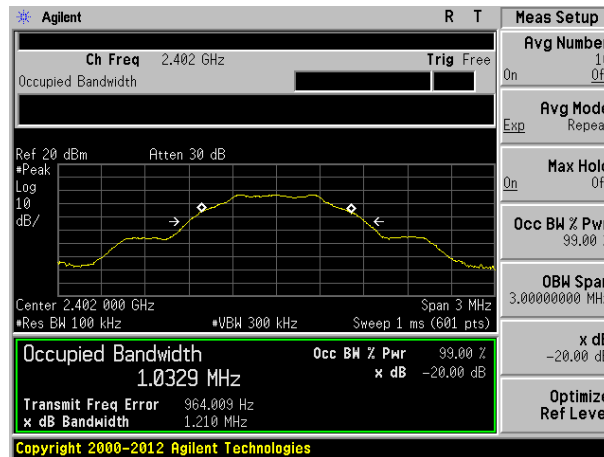 Agilent R T Meas Setup
Ch Freq 2.402 GHz Trig Free
Occupied Bandwidth
Avg Number
On
Avg Mode
Exp
Max Hold
On
Occ BW % Pwr
99.00
OBW Span
3.00000000
x dB
-20.00 dB
Optimize
Ref Level
Ref 20 dBm Atten 30 dB
#Peak
Log
10
dB/
Center 2.402 000 GHz Span 3 MHz
#Res BW 100 kHz #VBW 300 kHz Sweep 1 ms (601 pts)
Occupied Bandwidth Occ BW % Pwr 99.00 %
1.0329 MHz x dB -20.00 dB
Transmit Freq Error 964.009 Hz
x dB Bandwidth 1.210 MHz
Copyright 2000-2012 Agilent Technologies